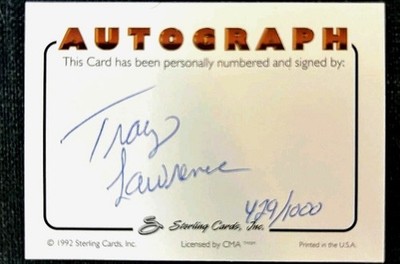 AUTOGRAPH
This Card has been personally numbered and signed by:
Tracy
Lawrence
429/1000
Sterling Cards, Inc.
© 1992 Sterling Cards, Inc. Licensed by CMA Printed in the U.S.A.